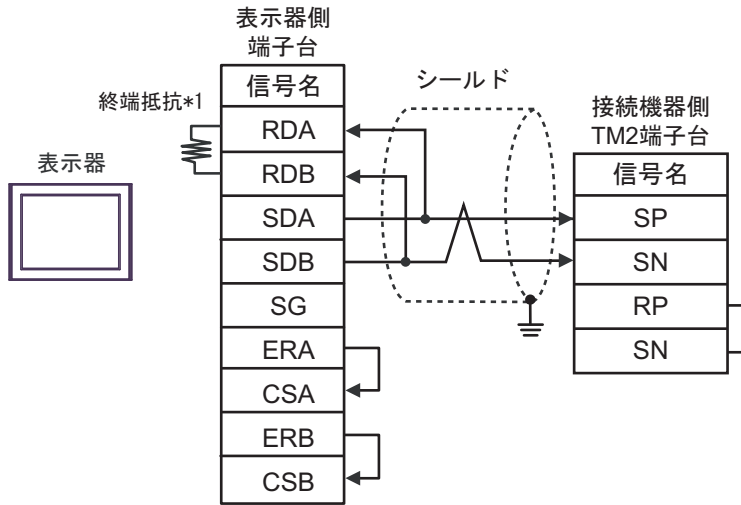 表示器側
端子台
信号名
終端抵抗*1
RDA
RDB
SDA
SDB
SG
ERA
CSA
ERB
CSB
表示器
シールド
接続機器側
TM2端子台
信号名
SP
SN
RP
SN